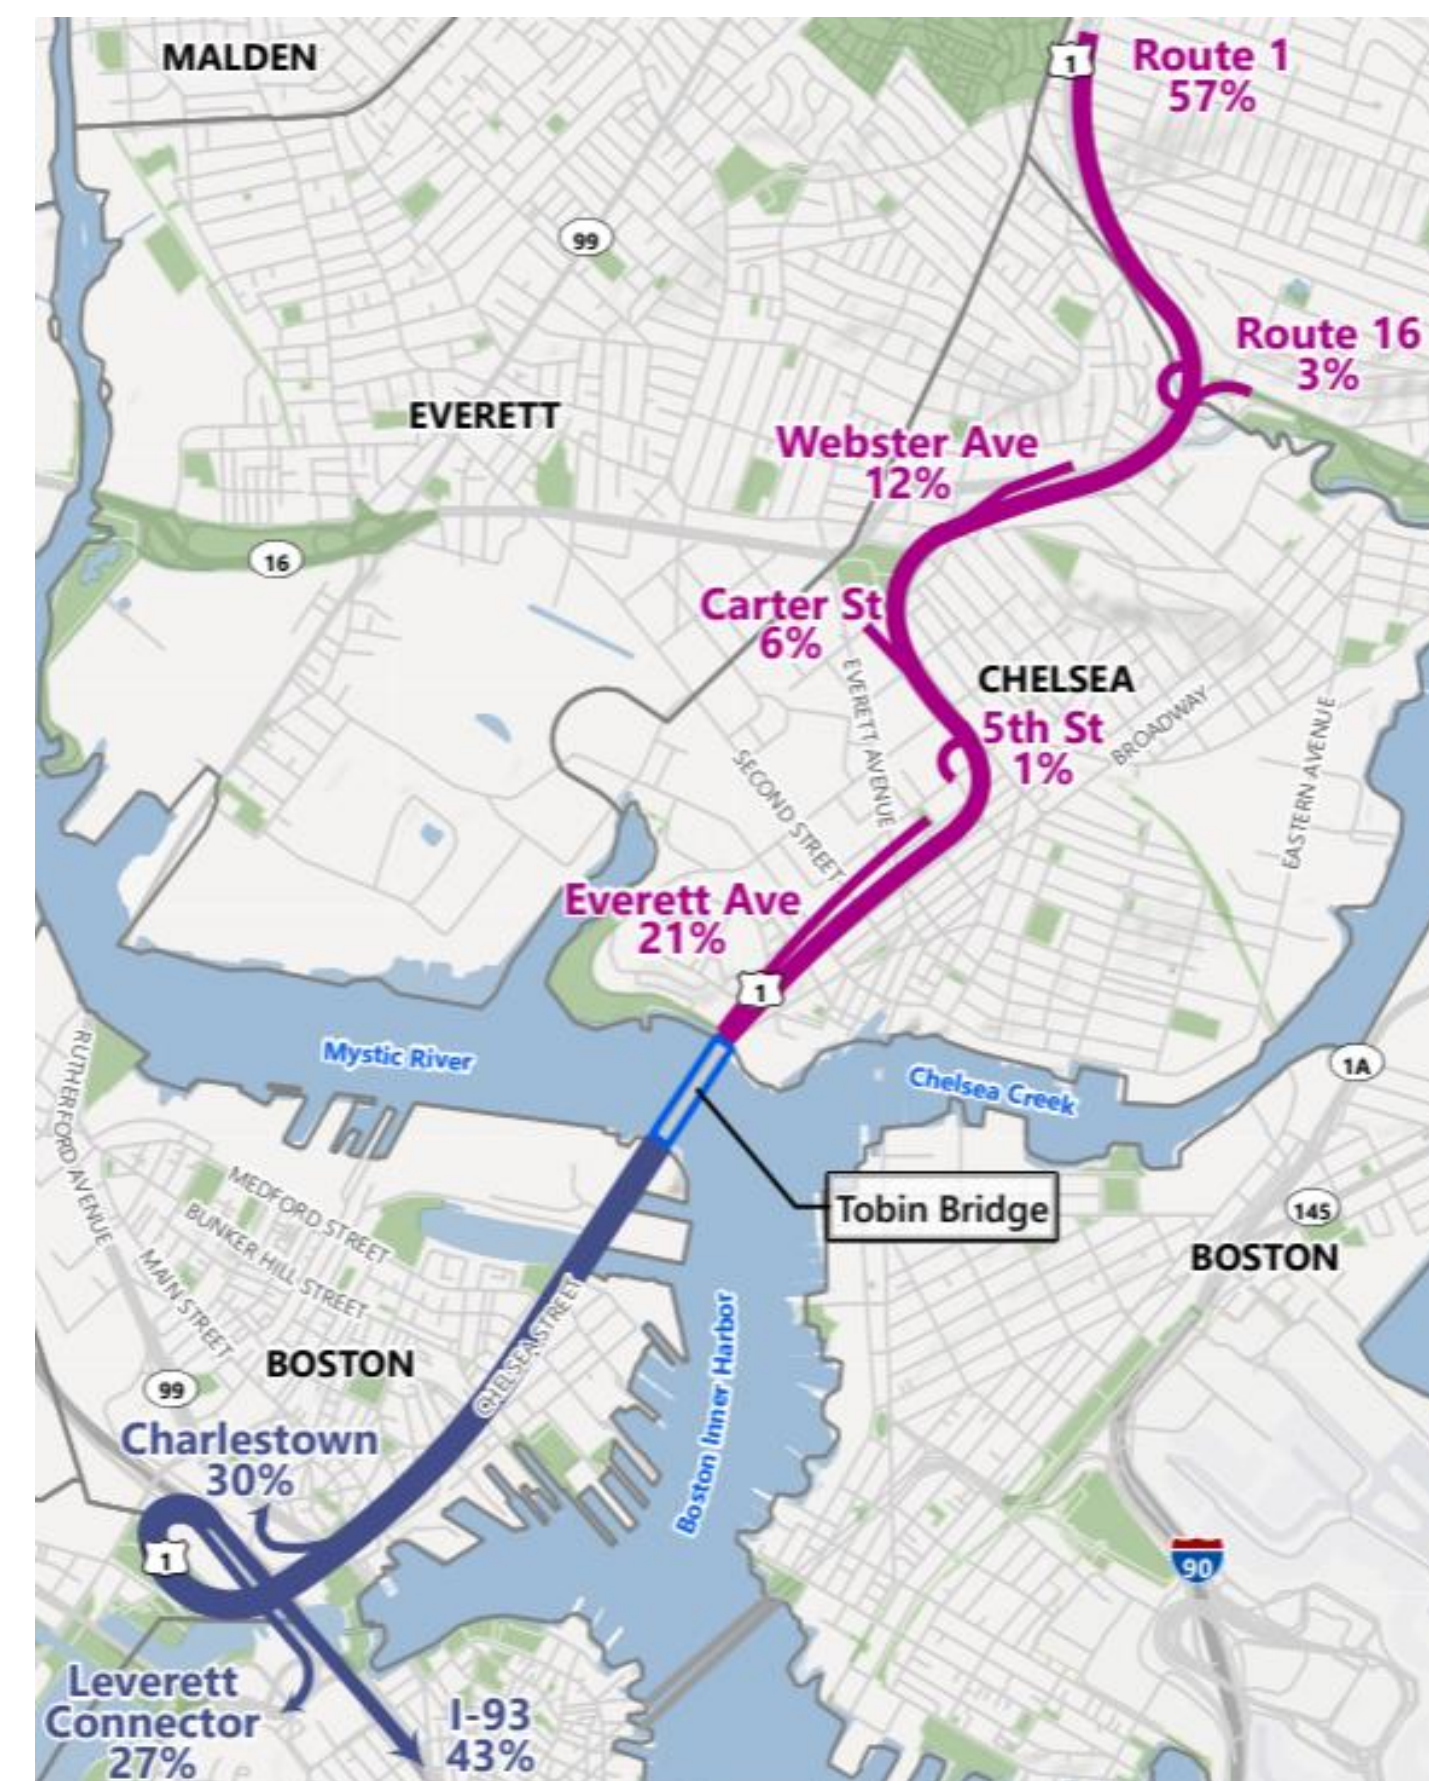 MALDEN
1
Route 1
57%
99
Route 16
3%
EVERETT
Webster Ave
12%
16
Carter St
6%
EVERETT AVENUE
CHELSEA
5th St
1%
BROADWAY
EASTERN AVENUE
SECOND STREET
Everett Ave
21%
1
Mystic River
Chelsea Creek
1A
RUTHERFORD AVENUE
Tobin Bridge
145
BOSTON
MEDFORD STREET
BUNKER HILL STREET
MAIN STREET
CHELSEA STREET
BOSTON
99
Boston Inner Harbor
Charlestown
30%
1
90
Leverett
Connector
27%
I-93
43%